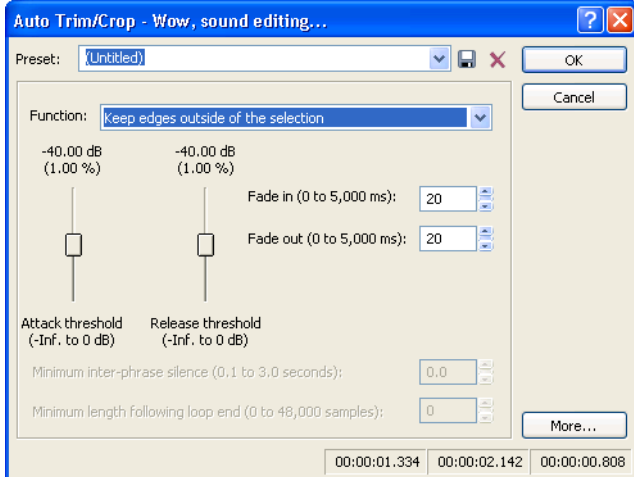 Auto Trim/Crop - Wow, sound editing...
Preset: (Untitled)
OK
Cancel
Function: Keep edges outside of the selection
-40.00 dB -40.00 dB
(1.00 %) (1.00 %)
Fade in (0 to 5,000 ms): 20
Fade out (0 to 5,000 ms): 20
Attack threshold Release threshold
(-Inf. to 0 dB) (-Inf. to 0 dB)
Minimum inter-phrase silence (0.1 to 3.0 seconds): 0.0
Minimum length following loop end (0 to 48,000 samples): 0
More...
00:00:01.334 00:00:02.142 00:00:00.808